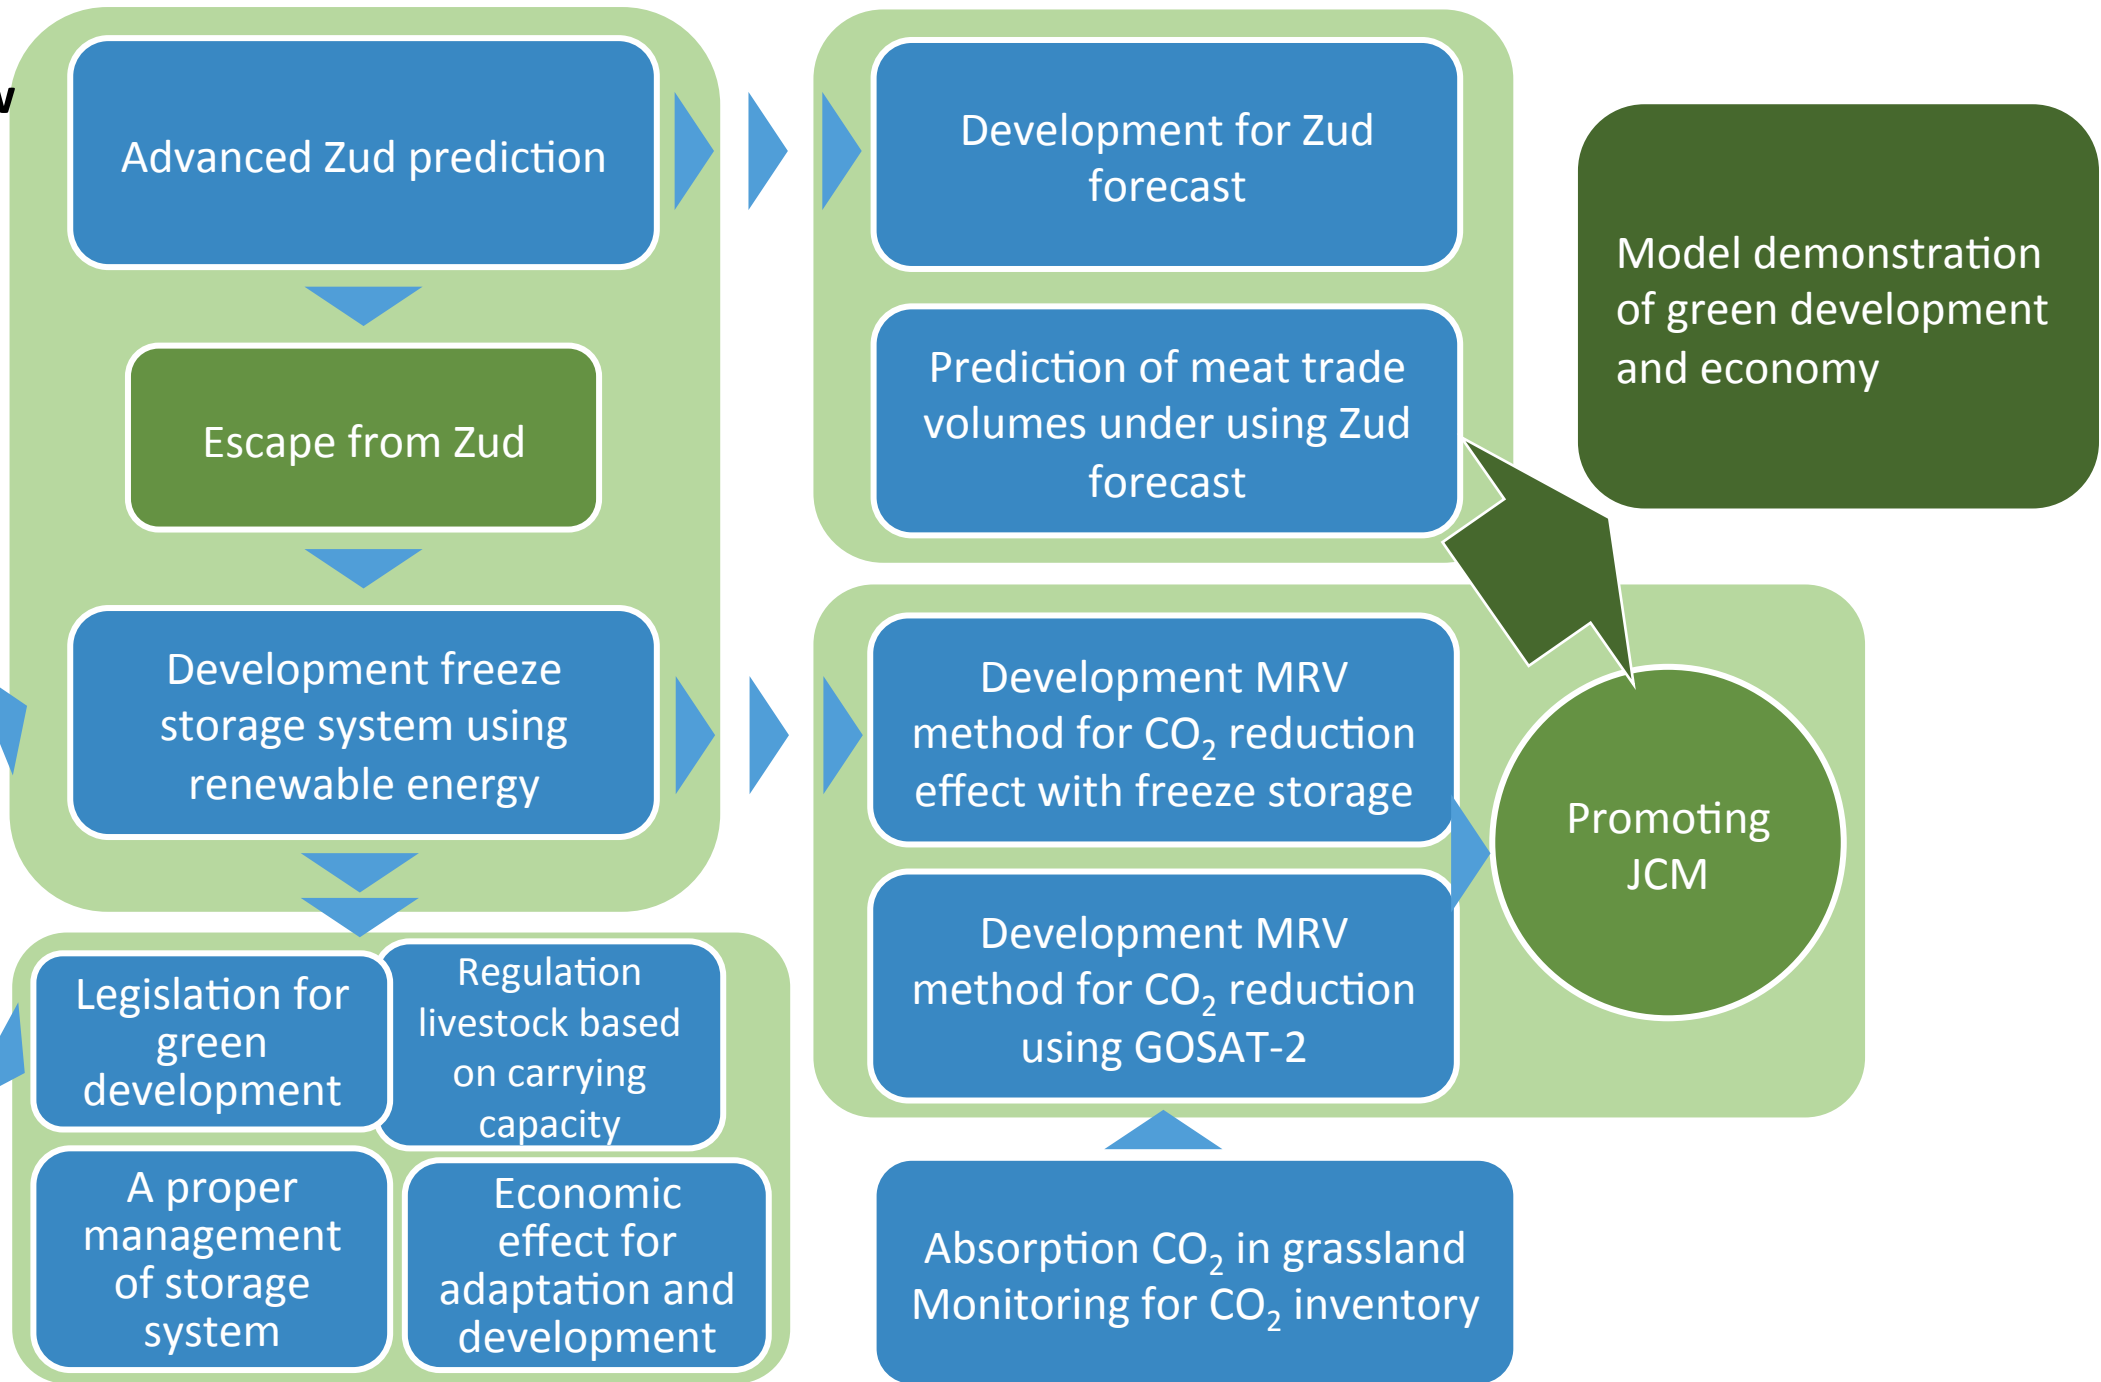 Advanced Zud prediction
Escape from Zud
Development freeze
storage system using
renewable energy
Legislation for
green
development
Regulation
livestock based
on carrying
capacity
A proper
management
of storage
system
Economic
effect for
adaptation and
development
Development for Zud
forecast
Prediction of meat trade
volumes under using Zud
forecast
Development MRV
method for CO₂ reduction
effect with freeze storage
Development MRV
method for CO₂ reduction
using GOSAT-2
Absorption CO₂ in grassland
Monitoring for CO₂ inventory
Promoting
JCM
Model demonstration
of green development
and economy